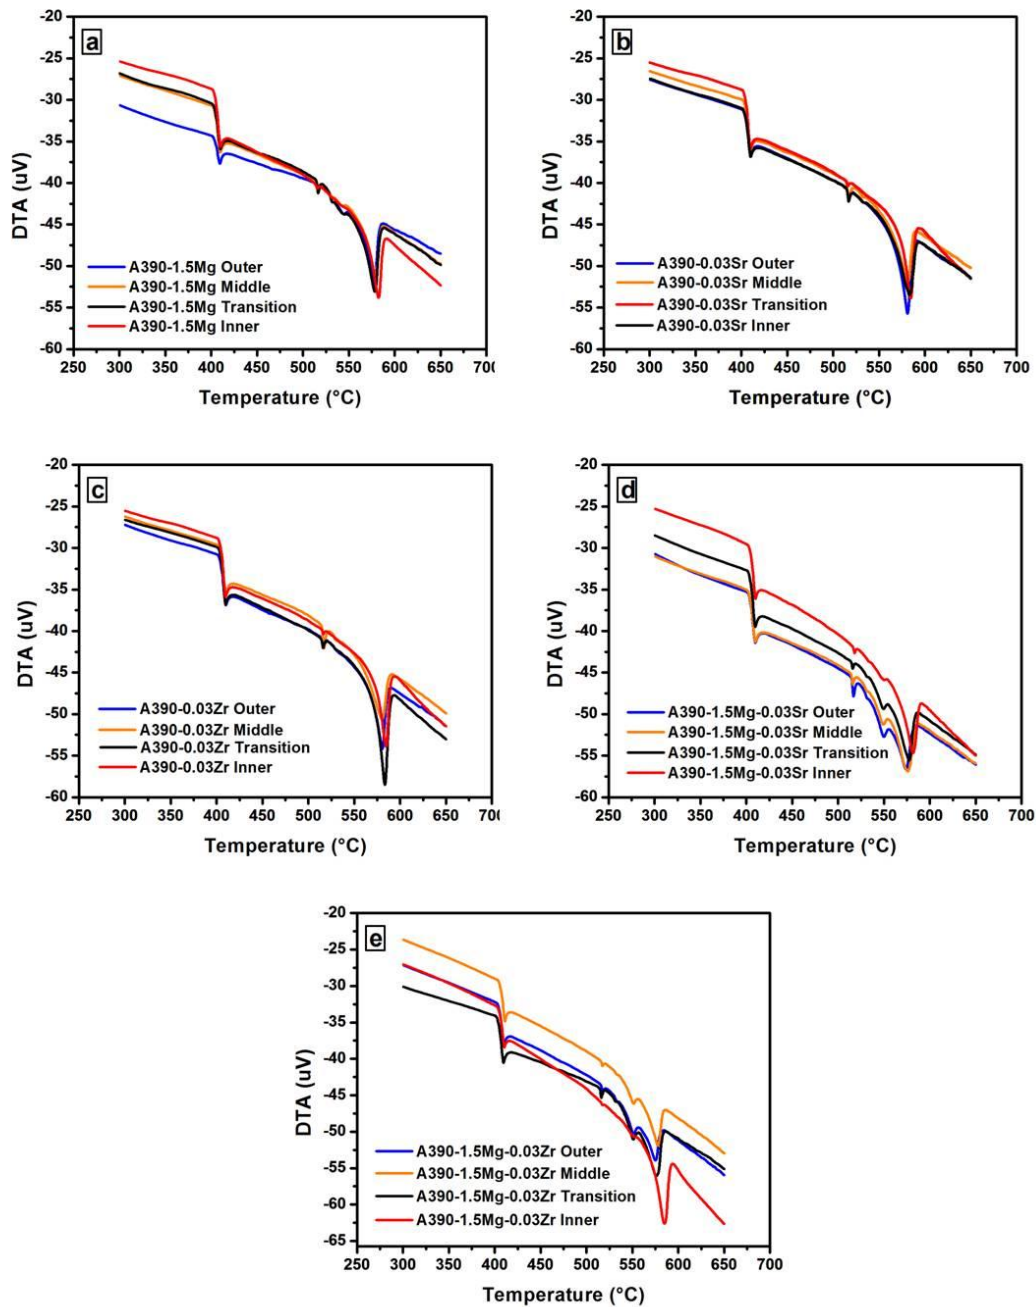 a
-20
-25
-30
-35
-40
-45
-50
-55
-60
DTA (uV)
A390-1.5Mg Outer
A390-1.5Mg Middle
A390-1.5Mg Transition
A390-1.5Mg Inner
250 300 350 400 450 500 550 600 650 700
Temperature (°C)
b
-20
-25
-30
-35
-40
-45
-50
-55
-60
DTA (uV)
A390-0.03Sr Outer
A390-0.03Sr Middle
A390-0.03Sr Transition
A390-0.03Sr Inner
250 300 350 400 450 500 550 600 650 700
Temperature (°C)
c
-20
-25
-30
-35
-40
-45
-50
-55
-60
DTA (uV)
A390-0.03Zr Outer
A390-0.03Zr Middle
A390-0.03Zr Transition
A390-0.03Zr Inner
250 300 350 400 450 500 550 600 650 700
Temperature (°C)
d
-20
-25
-30
-35
-40
-45
-50
-55
-60
DTA (uV)
A390-1.5Mg-0.03Sr Outer
A390-1.5Mg-0.03Sr Middle
A390-1.5Mg-0.03Sr Transition
A390-1.5Mg-0.03Sr Inner
250 300 350 400 450 500 550 600 650 700
Temperature (°C)
e
-20
-25
-30
-35
-40
-45
-50
-55
-60
-65
DTA (uV)
A390-1.5Mg-0.03Zr Outer
A390-1.5Mg-0.03Zr Middle
A390-1.5Mg-0.03Zr Transition
A390-1.5Mg-0.03Zr Inner
250 300 350 400 450 500 550 600 650 700
Temperature (°C)